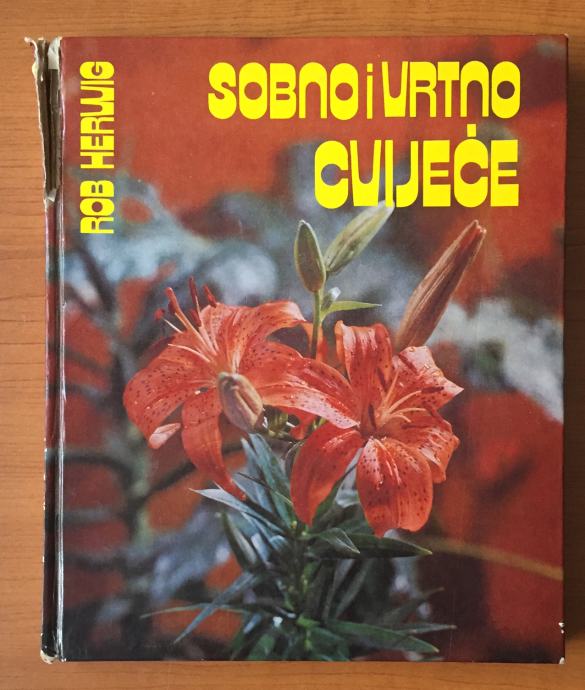 ROB HERWIG
SOBNO i VRTNO
CVIJEĆE